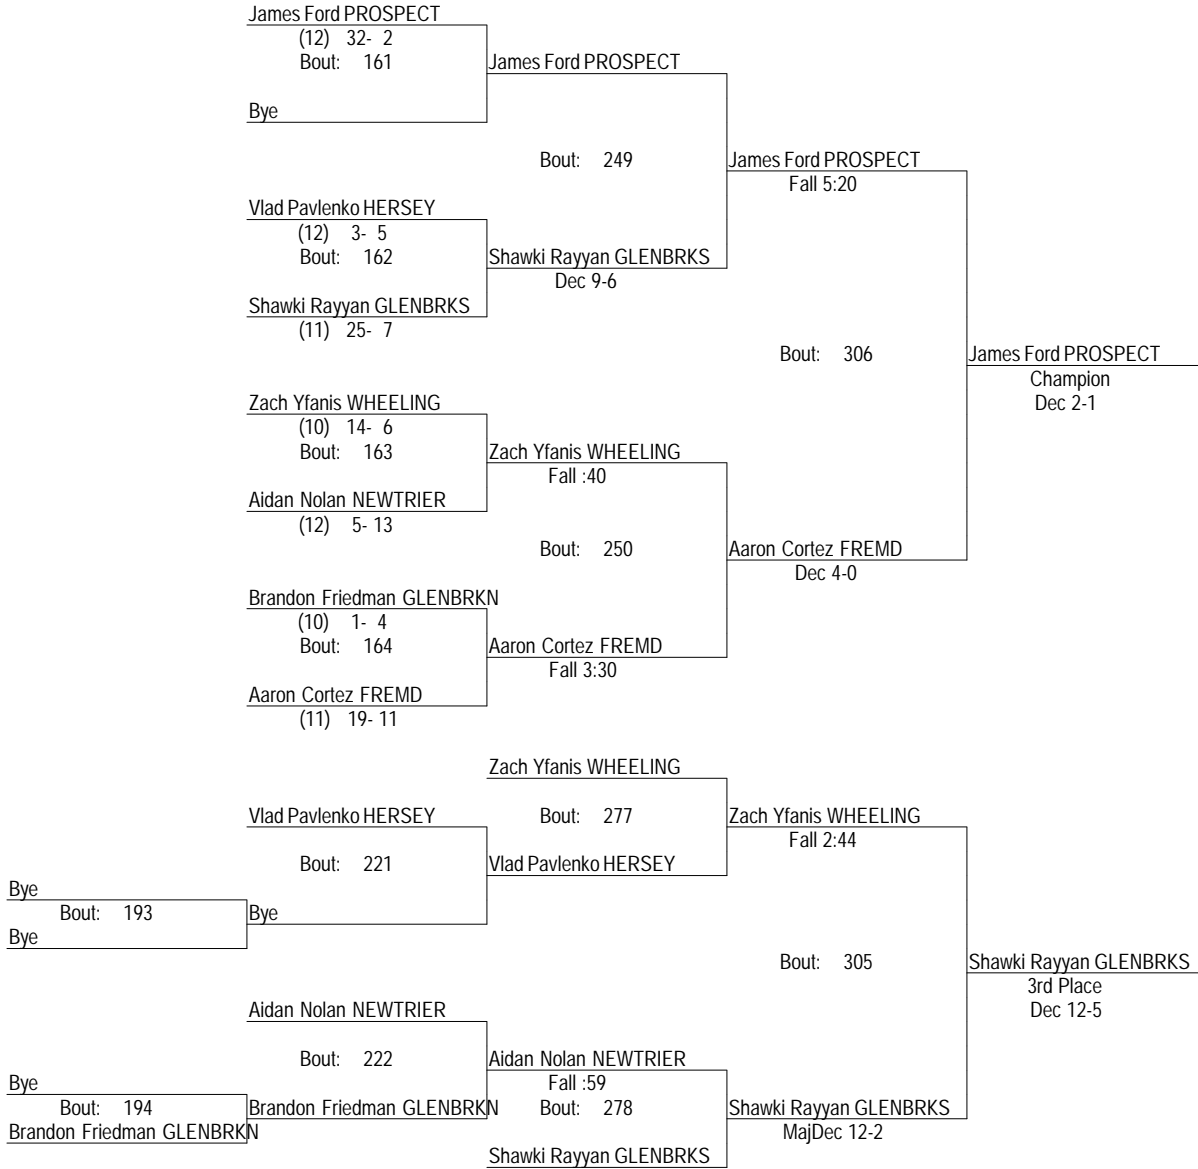 James Ford PROSPECT
(12) 32- 2
Bout: 161
James Ford PROSPECT
Bye
Bout: 249
James Ford PROSPECT
Fall 5:20
Vlad Pavlenko HERSEY
(12) 3- 5
Bout: 162
Shawki Rayyan GLENBRKS
Dec 9-6
Shawki Rayyan GLENBRKS
(11) 25- 7
Bout: 306
James Ford PROSPECT
Champion
Dec 2-1
Zach Yfanis WHEELING
(10) 14- 6
Bout: 163
Zach Yfanis WHEELING
Fall :40
Aidan Nolan NEWTRIER
(12) 5- 13
Bout: 250
Aaron Cortez FREMD
Dec 4-0
Brandon Friedman GLENBRKN
(10) 1- 4
Bout: 164
Aaron Cortez FREMD
Fall 3:30
Aaron Cortez FREMD
(11) 19- 11
Zach Yfanis WHEELING
Vlad Pavlenko HERSEY
Bout: 277
Zach Yfanis WHEELING
Fall 2:44
Bout: 221
Vlad Pavlenko HERSEY
Bye
Bout: 193
Bye
Bye
Bout: 305
Shawki Rayyan GLENBRKS
3rd Place
Dec 12-5
Aidan Nolan NEWTRIER
Bout: 222
Aidan Nolan NEWTRIER
Fall :59
Bye
Bout: 194
Brandon Friedman GLENBRKN
Bout: 278
Shawki Rayyan GLENBRKS
MajDec 12-2
Brandon Friedman GLENBRKN
Shawki Rayyan GLENBRKS